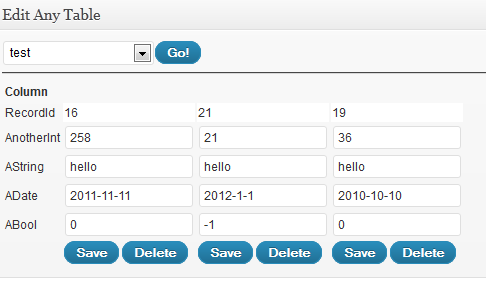 Edit Any Table
test Go!
Column
RecordId 16 21 19
AnotherInt 258 21 36
AString hello hello hello
ADate 2011-11-11 2012-1-1 2010-10-10
ABool 0 -1 0
Save Delete Save Delete Save Delete